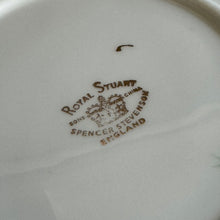 ROYAL STUART
BONE CHINA
SPENCER STEVENSON
ENGLAND